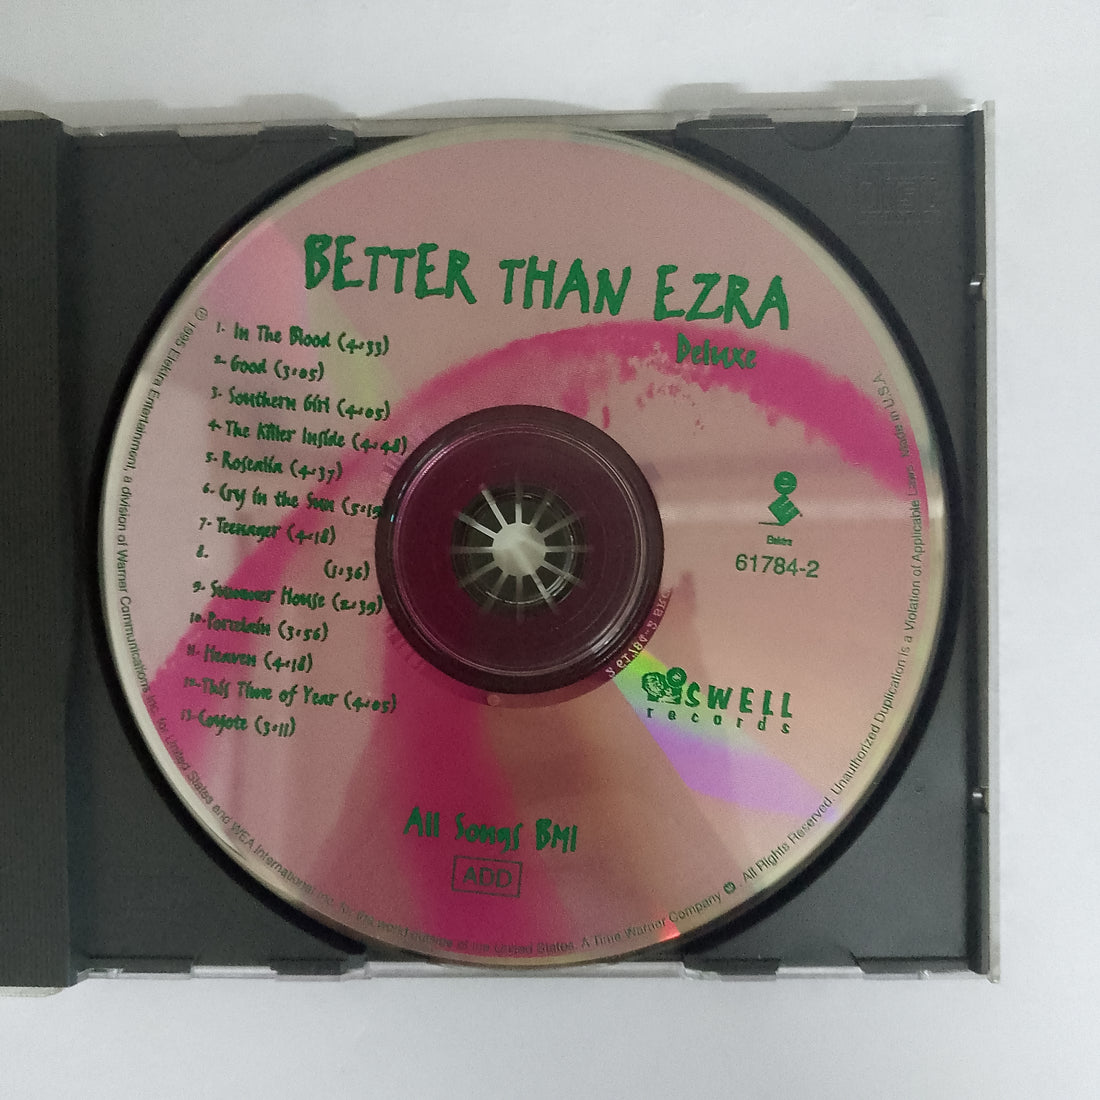 BETTER THAN EZRA
Deluxe
1- In The Blood (4:33)
2- Good (3:05)
3- Southern Girl (4:05)
4- The Killer Inside (4:48)
5- Rosealia (4:37)
6- Cry in the Sun (5:19
7- Teenager (4:18)
8- (1:36)
9- Summer House (2:39)
10- Porcelain (3:56)
11- Heaven (4:18)
12- This Time of Year (4:05)
13- Coyote (3:11)
e
Elektra
61784-2
SWELL
records
All Songs BMI
ADD
℗ 1995 Elektra Entertainment, a division of Warner Communications Inc. for the United States and WEA International Inc. for the world outside of the United States. A Time Warner Company. All Rights Reserved. Unauthorized Duplication is a Violation of Applicable Laws. Made in U.S.A.